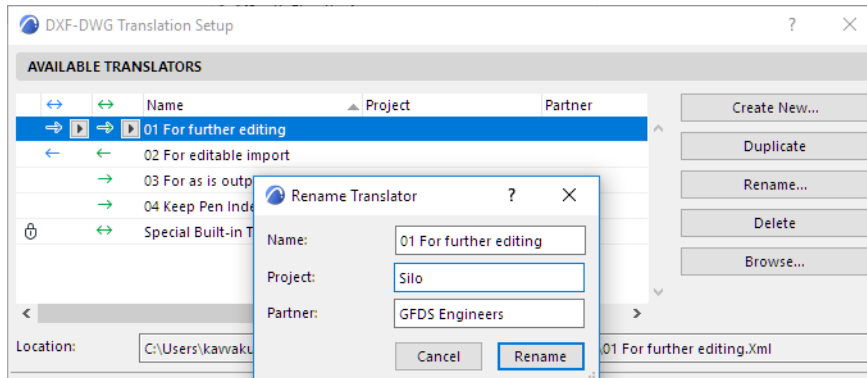 DXF-DWG Translation Setup
?
AVAILABLE TRANSLATORS
Name Project Partner
01 For further editing
02 For editable import
03 For as is outp
04 Keep Pen Inde
Special Built-in T
Create New...
Duplicate
Rename...
Delete
Browse...
Rename Translator
?
Name: 01 For further editing
Project: Silo
Partner: GFDS Engineers
Cancel Rename
Location: C:\Users\kawaku \01 For further editing.Xml